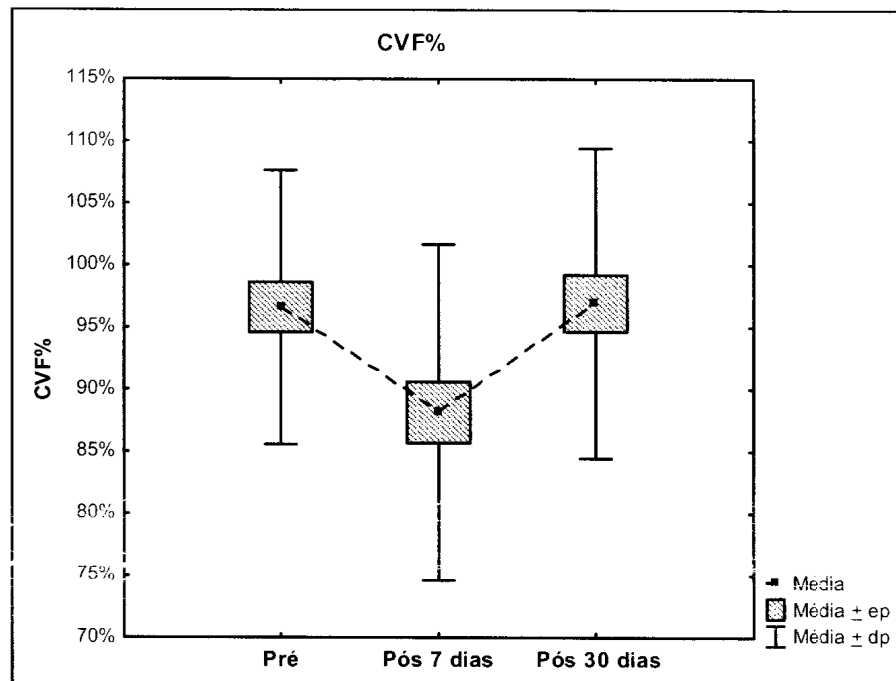 CVF%
115%
110%
105%
100%
95%
90%
85%
80%
75%
70%
CVF%
Pré
Pós 7 dias
Pós 30 dias
Media
Média ± ep
Média ± dp